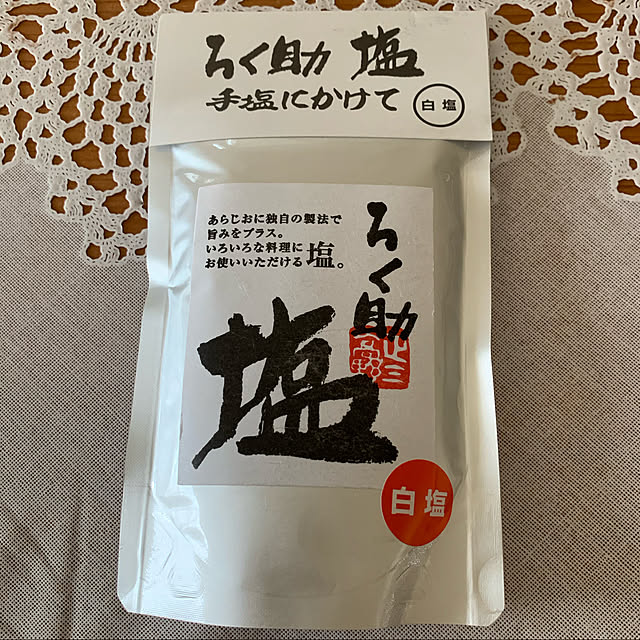 ろく助 塩
手塩にかけて 白塩
あらじおに独自の製法で
旨みをプラス。
いろいろな料理に
お使いいただける 塩。
ろく助
塩
白塩